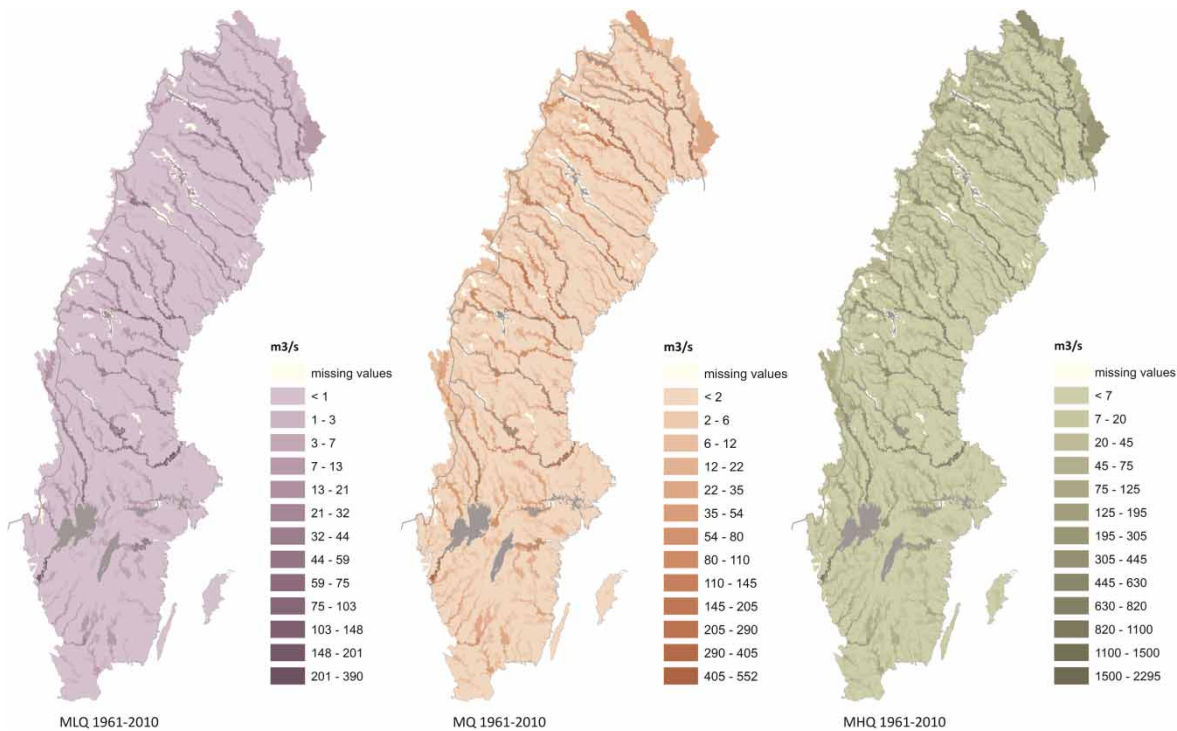 m3/s
missing values
< 1
1 - 3
3 - 7
7 - 13
13 - 21
21 - 32
32 - 44
44 - 59
59 - 75
75 - 103
103 - 148
148 - 201
201 - 390
MLQ 1961-2010
m3/s
missing values
< 2
2 - 6
6 - 12
12 - 22
22 - 35
35 - 54
54 - 80
80 - 110
110 - 145
145 - 205
205 - 290
290 - 405
405 - 552
MQ 1961-2010
m3/s
missing values
< 7
7 - 20
20 - 45
45 - 75
75 - 125
125 - 195
195 - 305
305 - 445
445 - 630
630 - 820
820 - 1100
1100 - 1500
1500 - 2295
MHQ 1961-2010